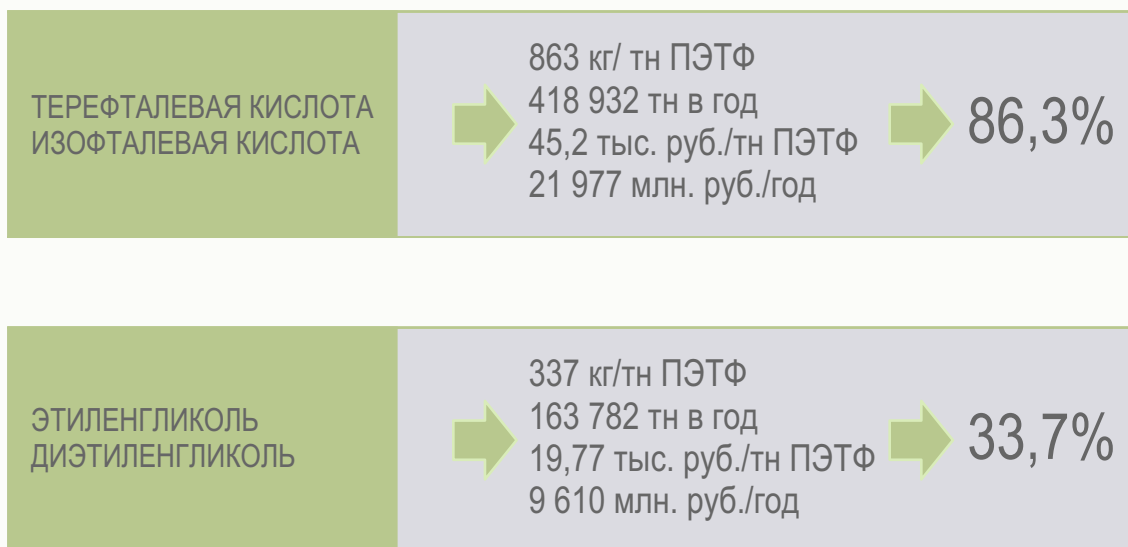 ТЕРЕФТАЛЕВАЯ КИСЛОТА
ИЗОФТАЛЕВАЯ КИСЛОТА
863 кг/ тн ПЭТФ
418 932 тн в год
45,2 тыс. руб./тн ПЭТФ
21 977 млн. руб./год
86,3%
ЭТИЛЕНГЛИКОЛЬ
ДИЭТИЛЕНГЛИКОЛЬ
337 кг/тн ПЭТФ
163 782 тн в год
19,77 тыс. руб./тн ПЭТФ
9 610 млн. руб./год
33,7%